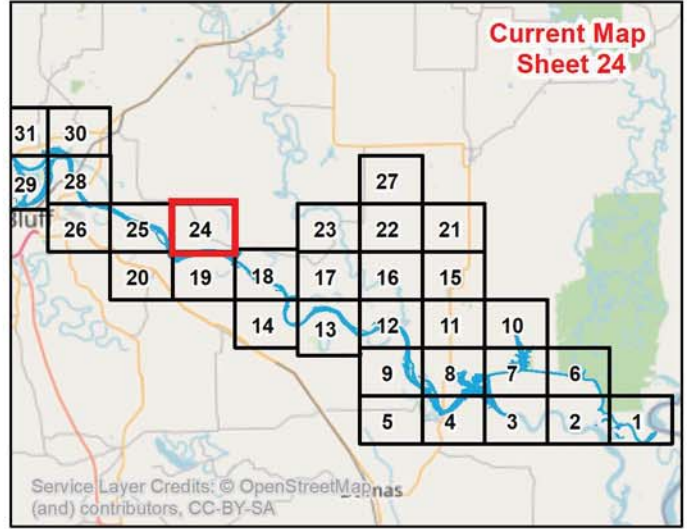 Current Map
Sheet 24
31 30
29 28 27
Bluff
26 25 24 23 22 21
20 19 18 17 16 15
14 13 12 11 10
9 8 7 6
5 4 3 2 1
Service Layer Credits: © OpenStreetMap
(and) contributors, CC-BY-SA